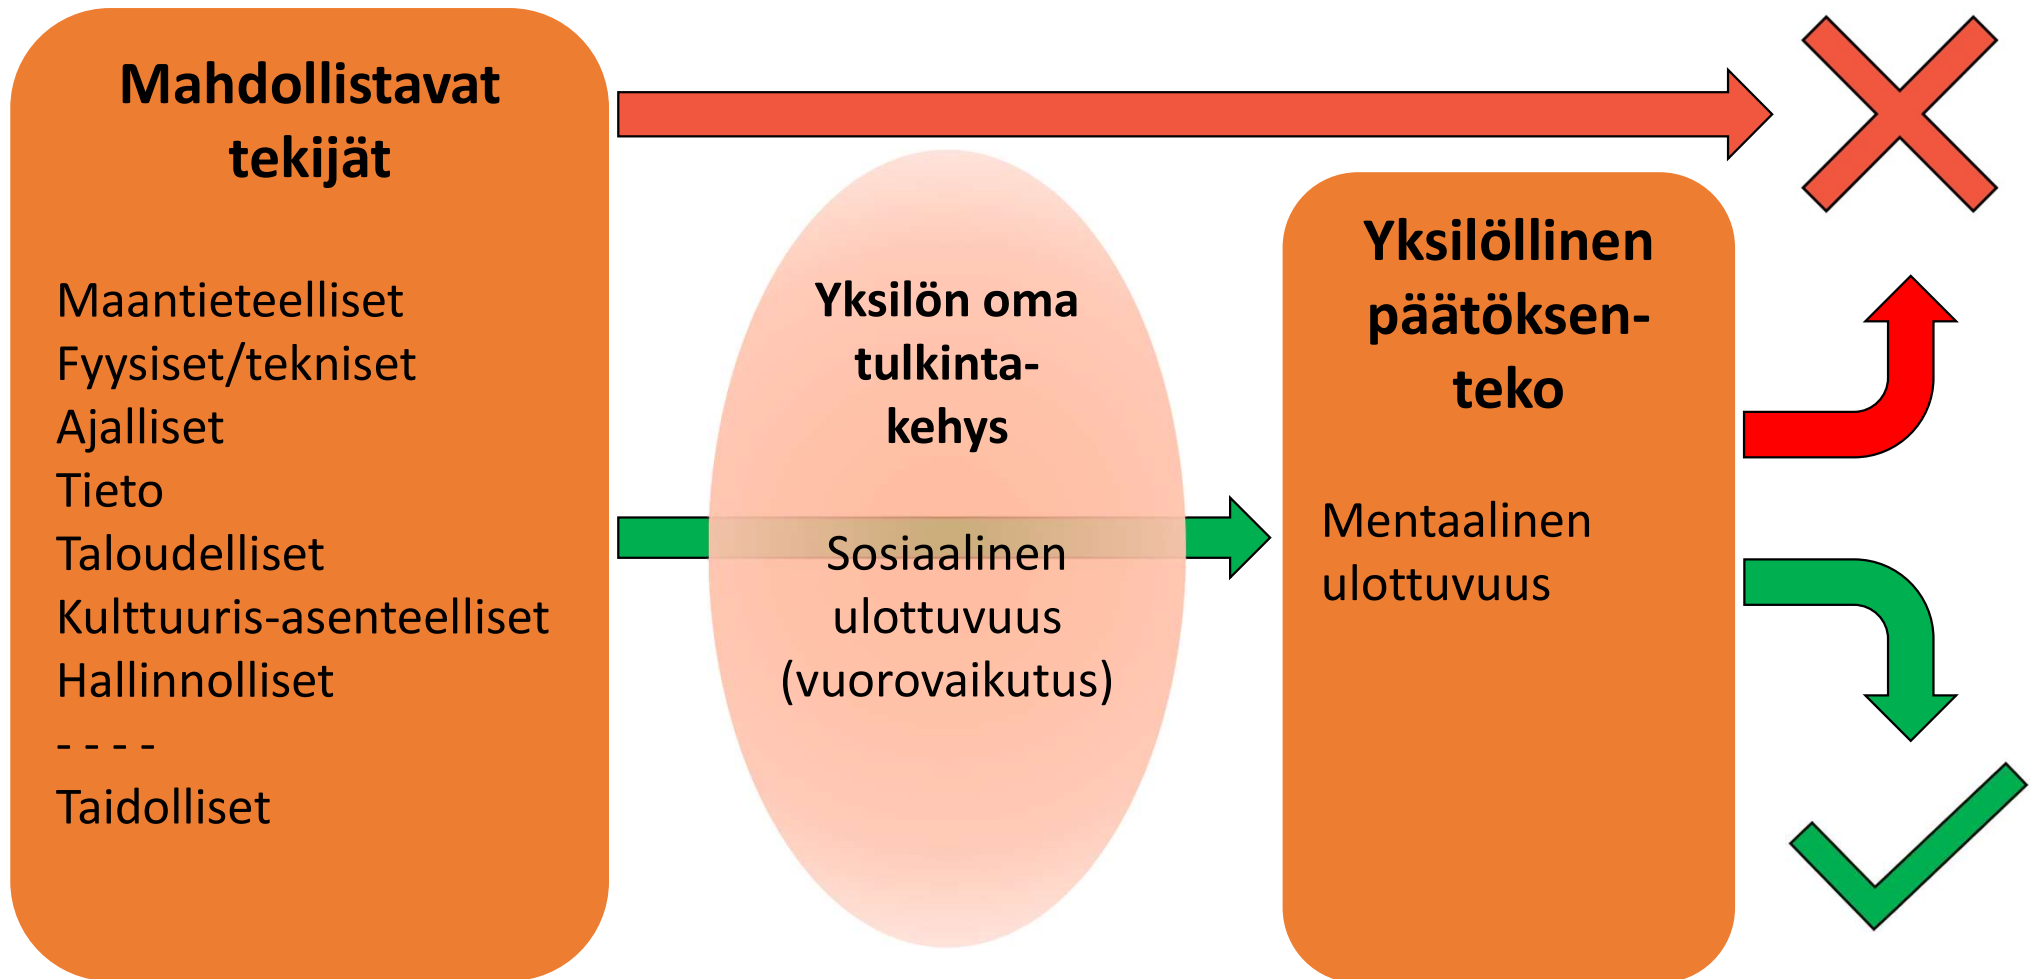 Mahdollistavat
tekijät
Maantieteelliset
Fyysiset/tekniset
Ajalliset
Tieto
Taloudelliset
Kulttuuris-asenteelliset
Hallinnolliset
- - - -
Taidolliset
Yksilön oma
tulkinta-
kehys
Sosiaalinen
ulottuvuus
(vuorovaikutus)
Yksilöllinen
päätöksen-
teko
Mentaalinen
ulottuvuus